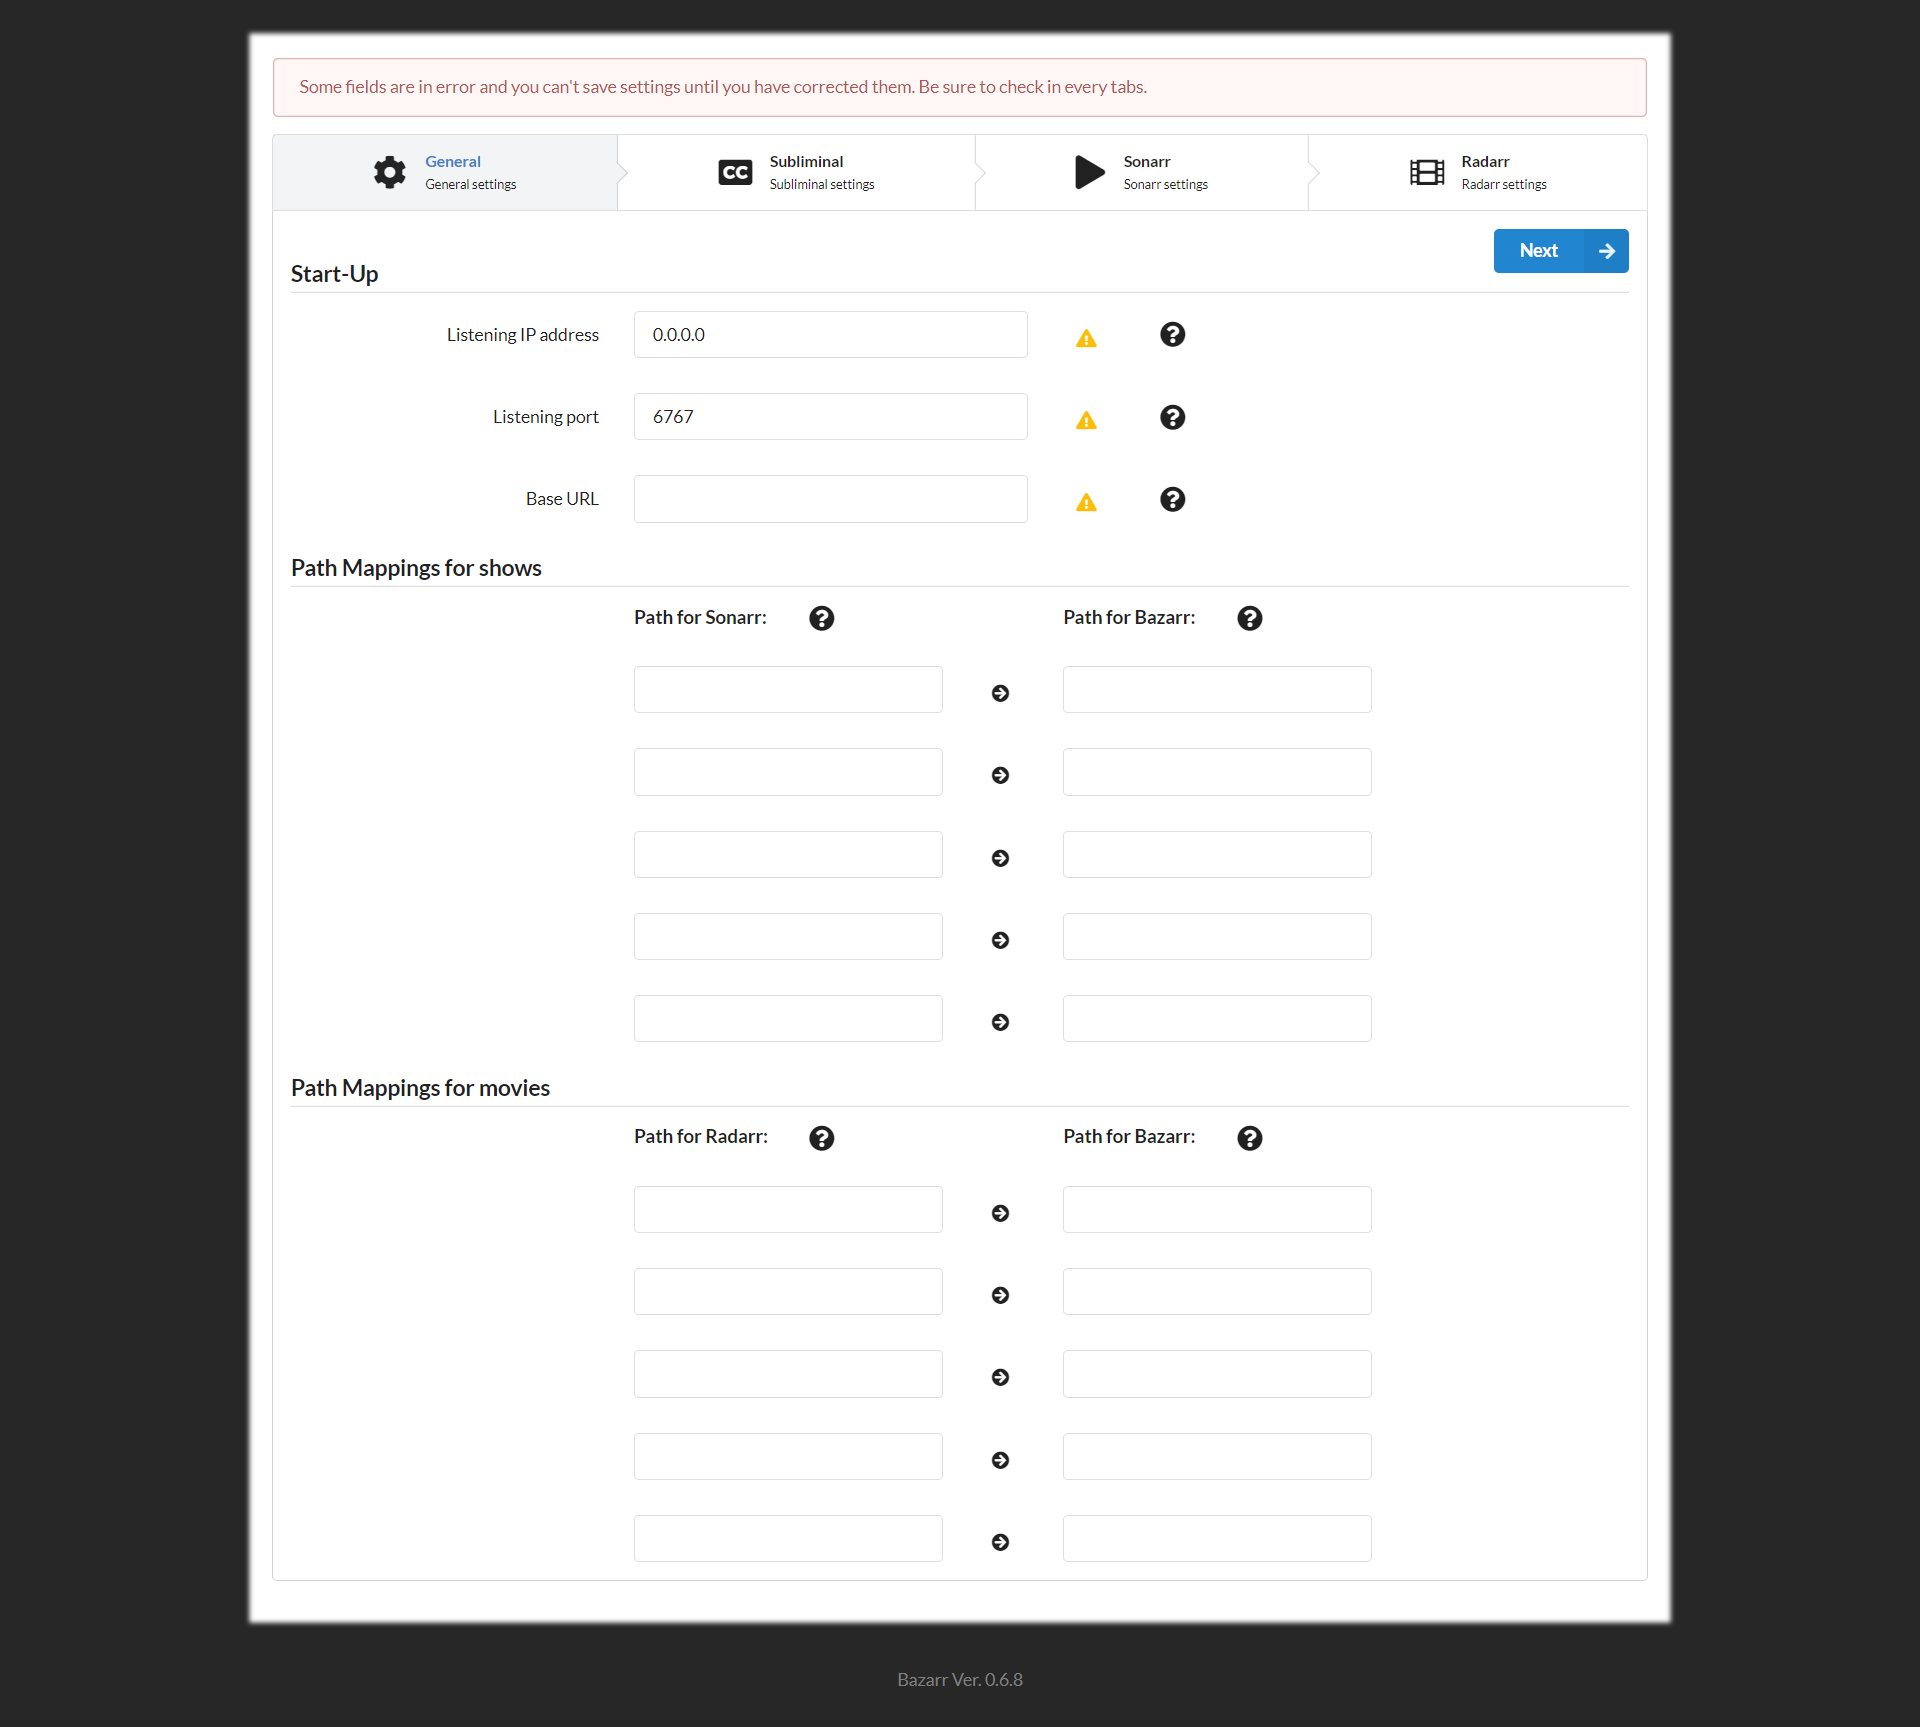 Some fields are in error and you can't save settings until you have corrected them. Be sure to check in every tabs.
General
General settings
Subliminal
Subliminal settings
Sonarr
Sonarr settings
Radarr
Radarr settings
Next
Start-Up
Listening IP address
0.0.0.0
Listening port
6767
Base URL
Path Mappings for shows
Path for Sonarr:
Path for Bazarr:
Path Mappings for movies
Path for Radarr:
Path for Bazarr:
Bazarr Ver. 0.6.8